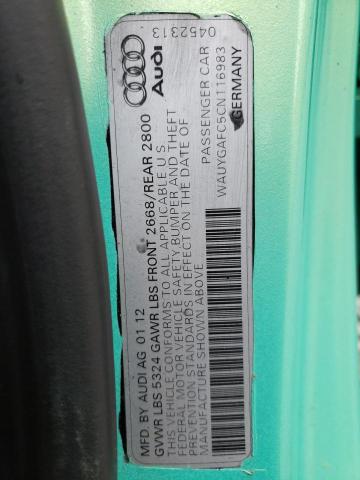 0452313
Audi
MFD. BY AUDI AG 01 12
GVWR LBS 5324 GAWR LBS FRONT 2668/REAR 2800
THIS VEHICLE CONFORMS TO ALL APPLICABLE U S
FEDERAL MOTOR VEHICLE SAFETY BUMPER AND THEFT
PREVENTION STANDARDS IN EFFECT ON THE DATE OF
MANUFACTURE SHOWN ABOVE
PASSENGER CAR
WAUYGAFC5CN116983
GERMANY